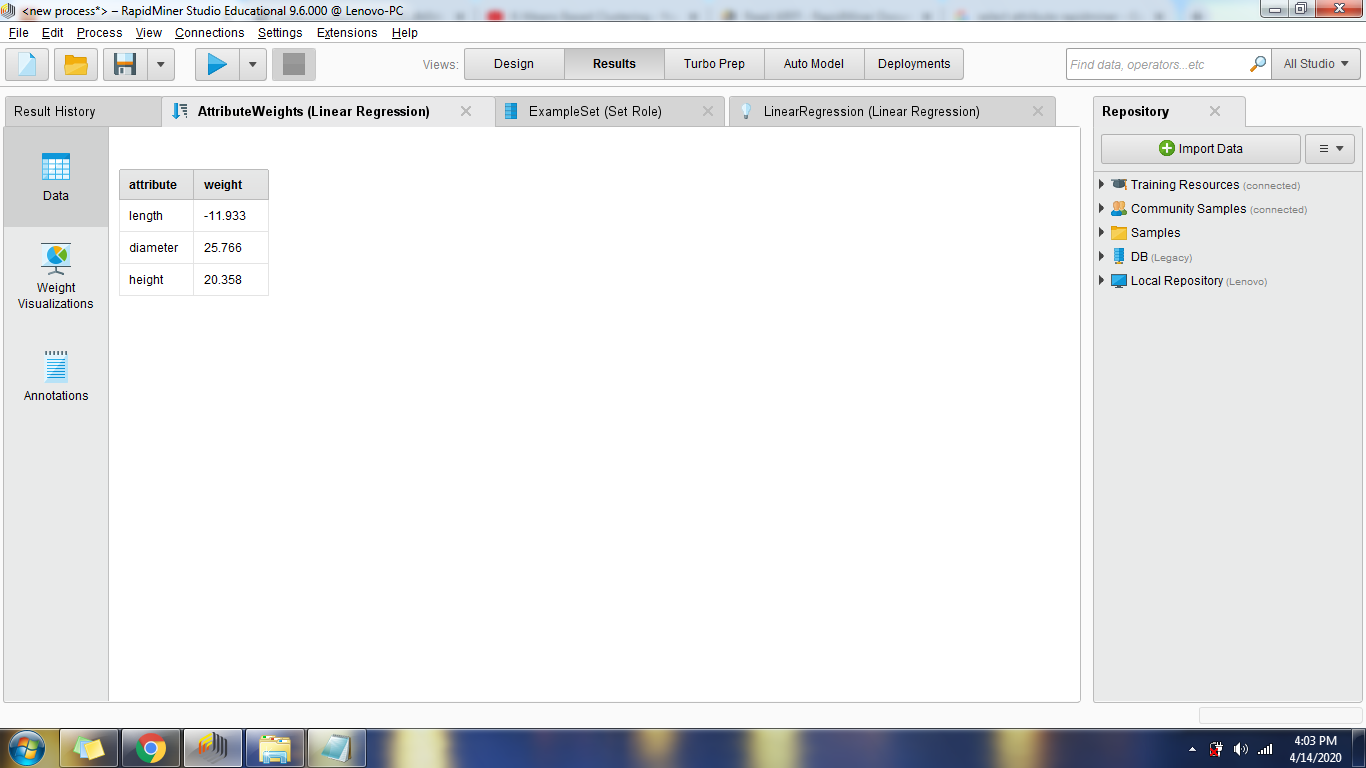 <new process*> – RapidMiner Studio Educational 9.6.000 @ Lenovo-PC
File Edit Process View Connections Settings Extensions Help
Views: Design Results Turbo Prep Auto Model Deployments Find data, operators...etc All Studio
Result History AttributeWeights (Linear Regression) ExampleSet (Set Role) LinearRegression (Linear Regression) Repository
Import Data
Data
attribute weight
length -11.933
diameter 25.766
height 20.358
Weight
Visualizations
Annotations
Training Resources (connected)
Community Samples (connected)
Samples
DB (Legacy)
Local Repository (Lenovo)
4:03 PM
4/14/2020